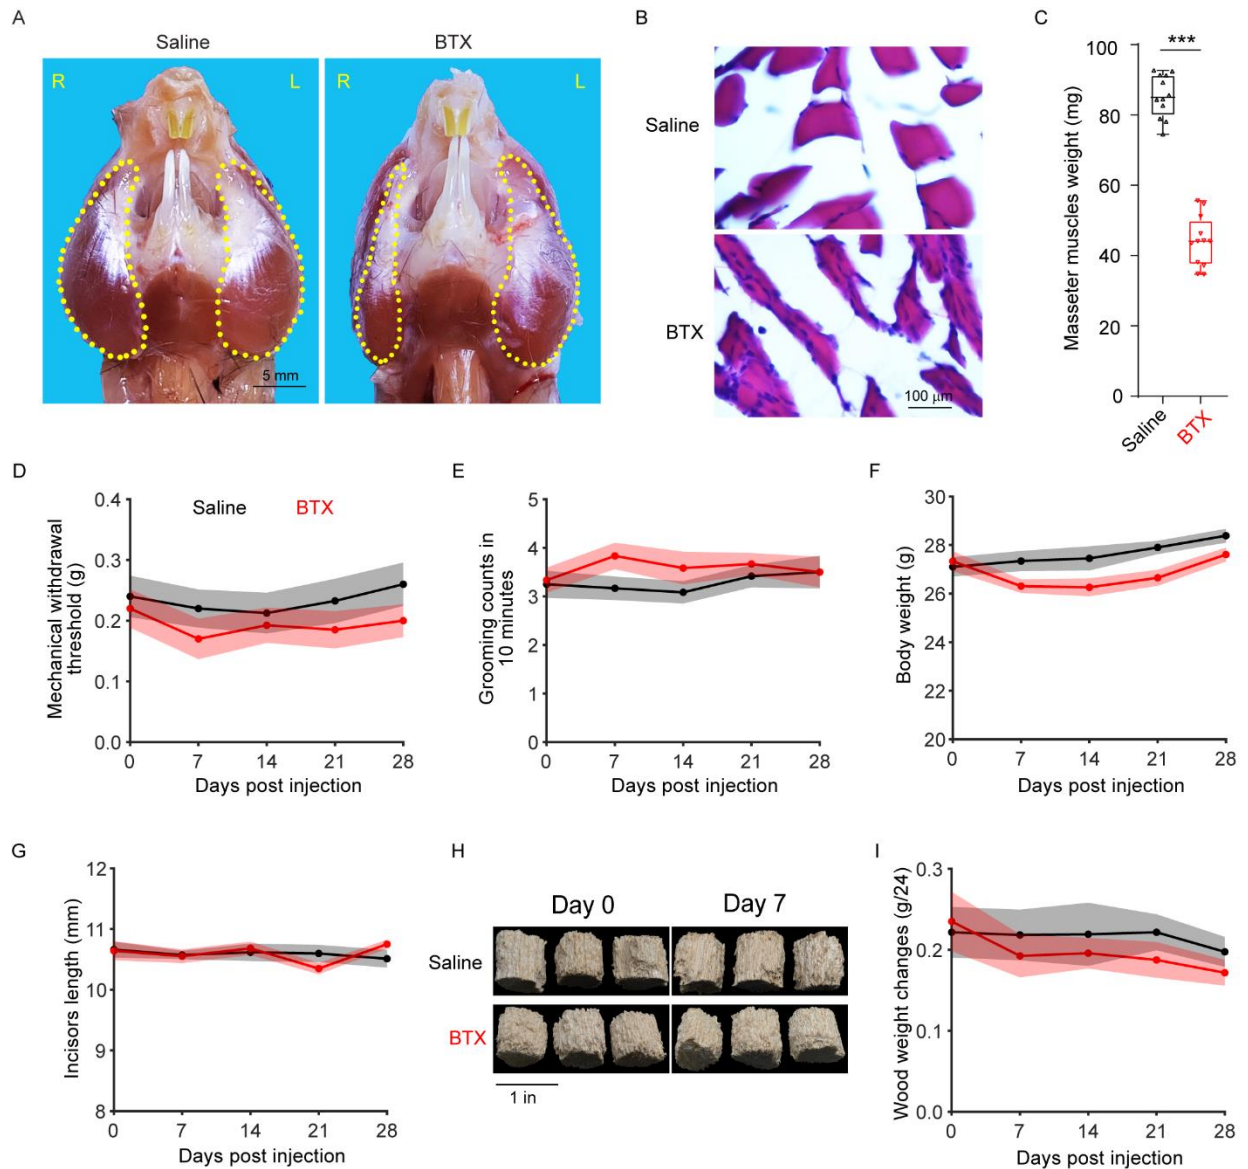 A
Saline
BTX
R
L
R
L
5 mm
B
Saline
BTX
100 μm
C
***
Masseter muscles weight (mg)
100
80
60
40
20
0
Saline
BTX
D
Saline
BTX
Mechanical withdrawal
threshold (g)
0.4
0.3
0.2
0.1
0.0
0 7 14 21 28
Days post injection
E
Grooming counts in
10 minutes
5
4
3
2
1
0
0 7 14 21 28
Days post injection
F
Body weight (g)
30
28
26
24
22
20
0 7 14 21 28
Days post injection
G
Incisors length (mm)
12
11
10
9
8
0 7 14 21 28
Days post injection
H
Day 0
Day 7
Saline
BTX
1 in
I
Wood weight changes (g/24)
0.3
0.2
0.1
0.0
0 7 14 21 28
Days post injection